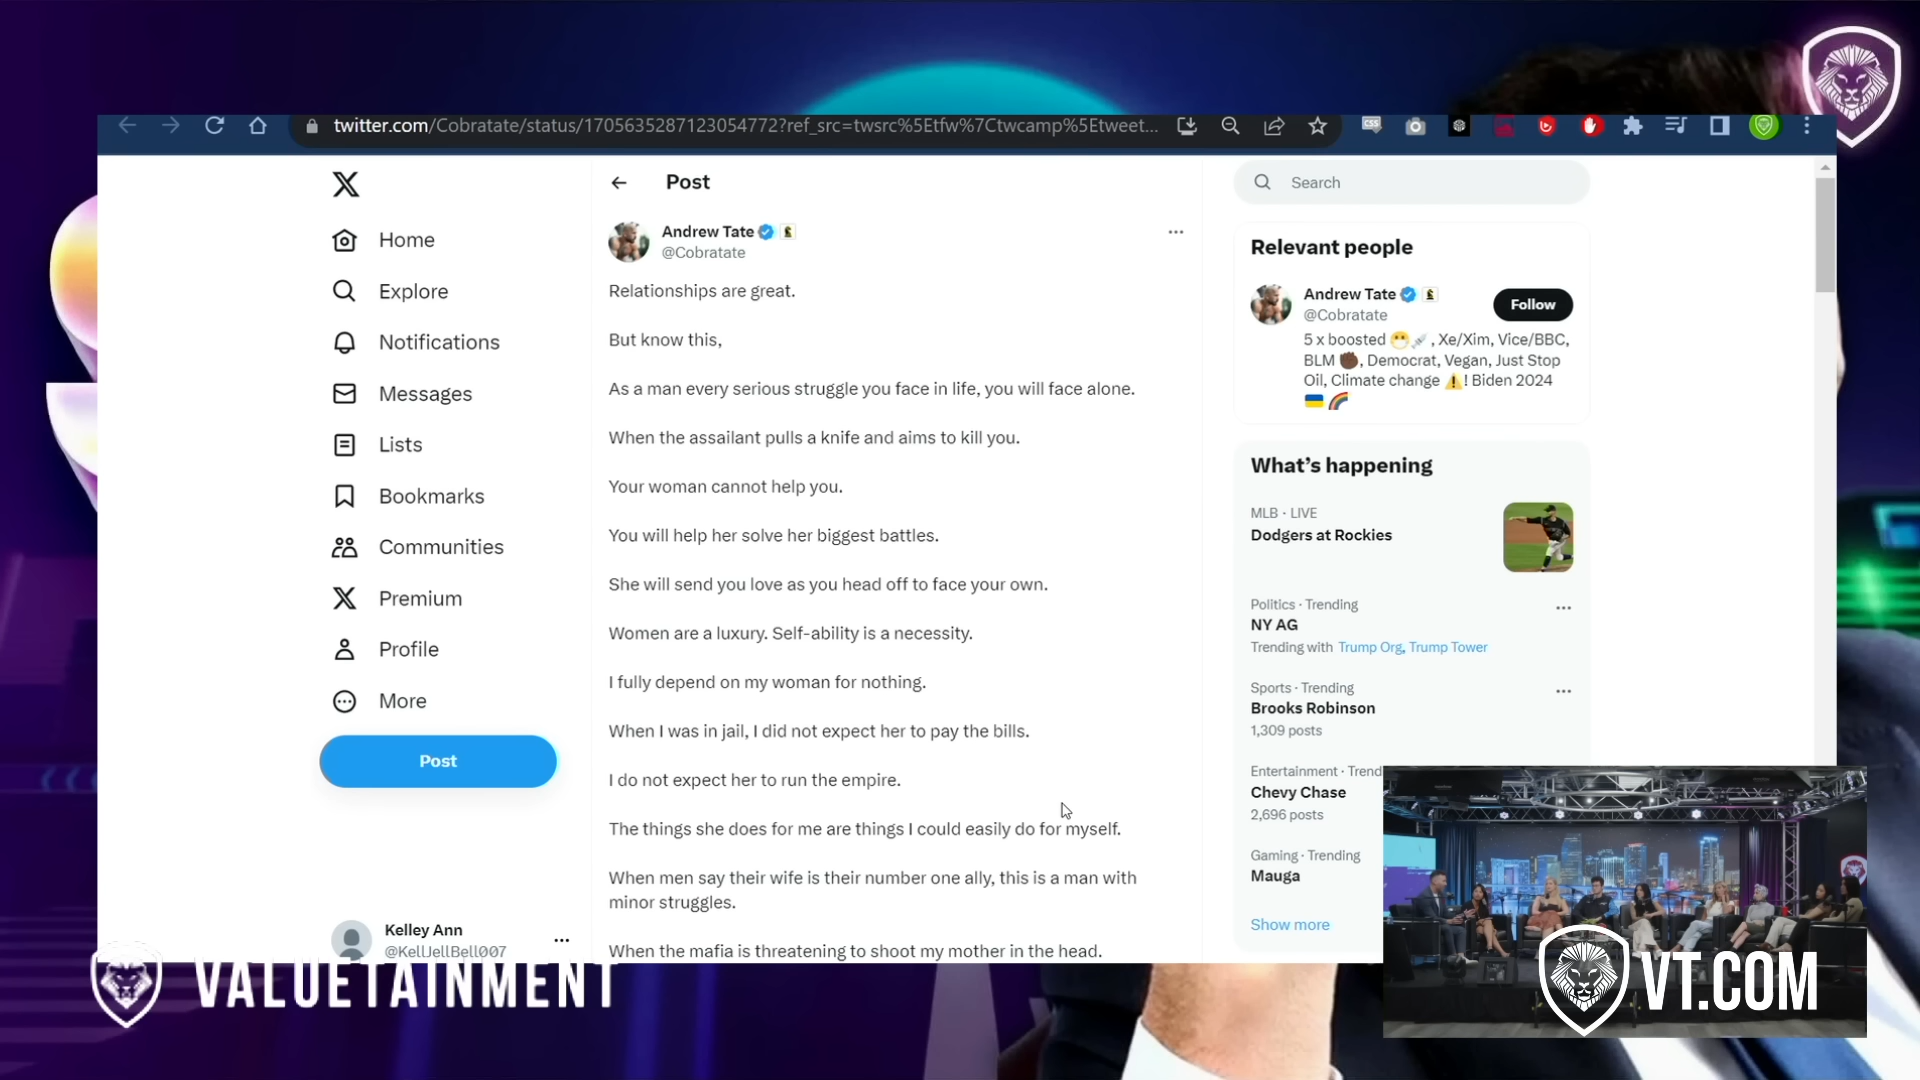 twitter.com/Cobratate/status/1705635287123054772?ref_src=twsrc%5Etfw%7Ctwcamp%5Etweet...
CSS
Home
Explore
Notifications
Messages
Lists
Bookmarks
Communities
Premium
Profile
More
Post
Kelley Ann
@KellJellBell007
Post
Andrew Tate
@Cobratate
Relationships are great.
But know this,
As a man every serious struggle you face in life, you will face alone.
When the assailant pulls a knife and aims to kill you.
Your woman cannot help you.
You will help her solve her biggest battles.
She will send you love as you head off to face your own.
Women are a luxury. Self-ability is a necessity.
I fully depend on my woman for nothing.
When I was in jail, I did not expect her to pay the bills.
I do not expect her to run the empire.
The things she does for me are things I could easily do for myself.
When men say their wife is their number one ally, this is a man with
minor struggles.
When the mafia is threatening to shoot my mother in the head.
Search
Relevant people
Andrew Tate
@Cobratate
Follow
5 x boosted 😷💉, Xe/Xim, Vice/BBC,
BLM ✊🏿, Democrat, Vegan, Just Stop
Oil, Climate change ⚠️! Biden 2024
🇺🇦🌈
What's happening
MLB · LIVE
Dodgers at Rockies
Politics · Trending
NY AG
Trending with Trump Org, Trump Tower
Sports · Trending
Brooks Robinson
1,309 posts
Entertainment · Trend
Chevy Chase
2,696 posts
Gaming · Trending
Mauga
Show more
VALUETAINMENT
VT.COM